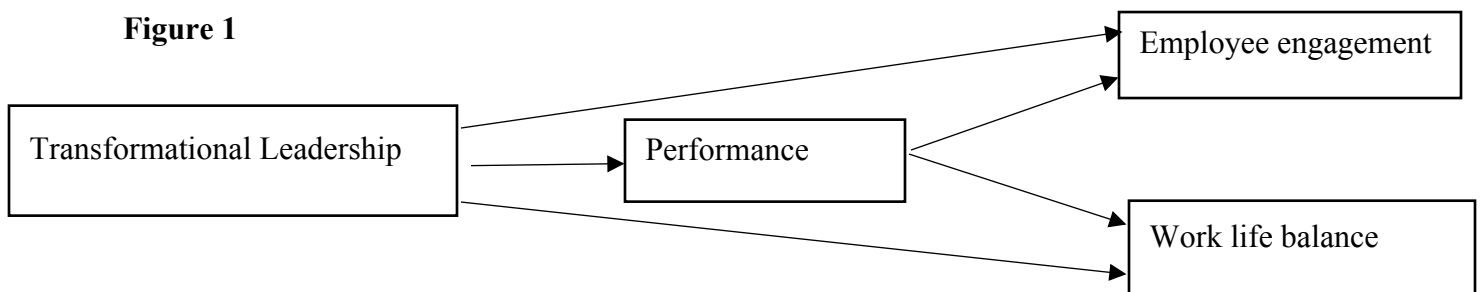 Figure 1
Employee engagement
Transformational Leadership
Performance
Work life balance